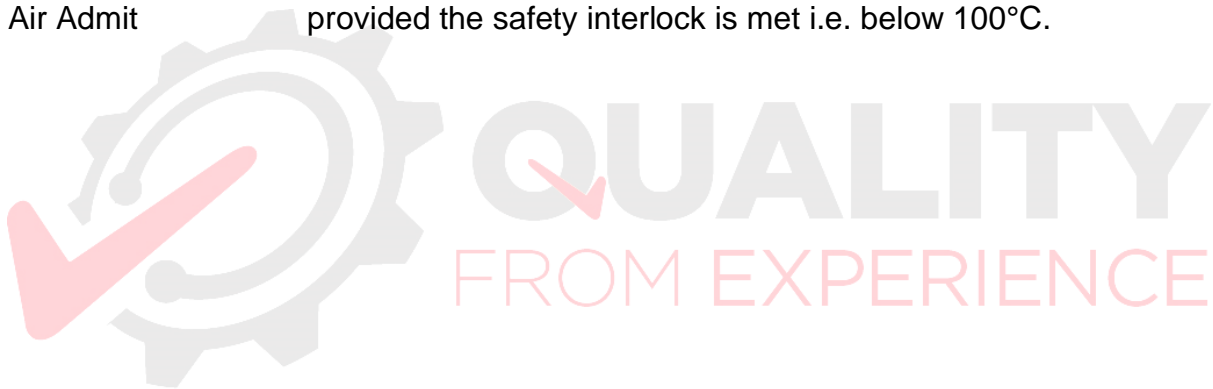 Air Admit provided the safety interlock is met i.e. below 100°C.
QUALITY
FROM EXPERIENCE